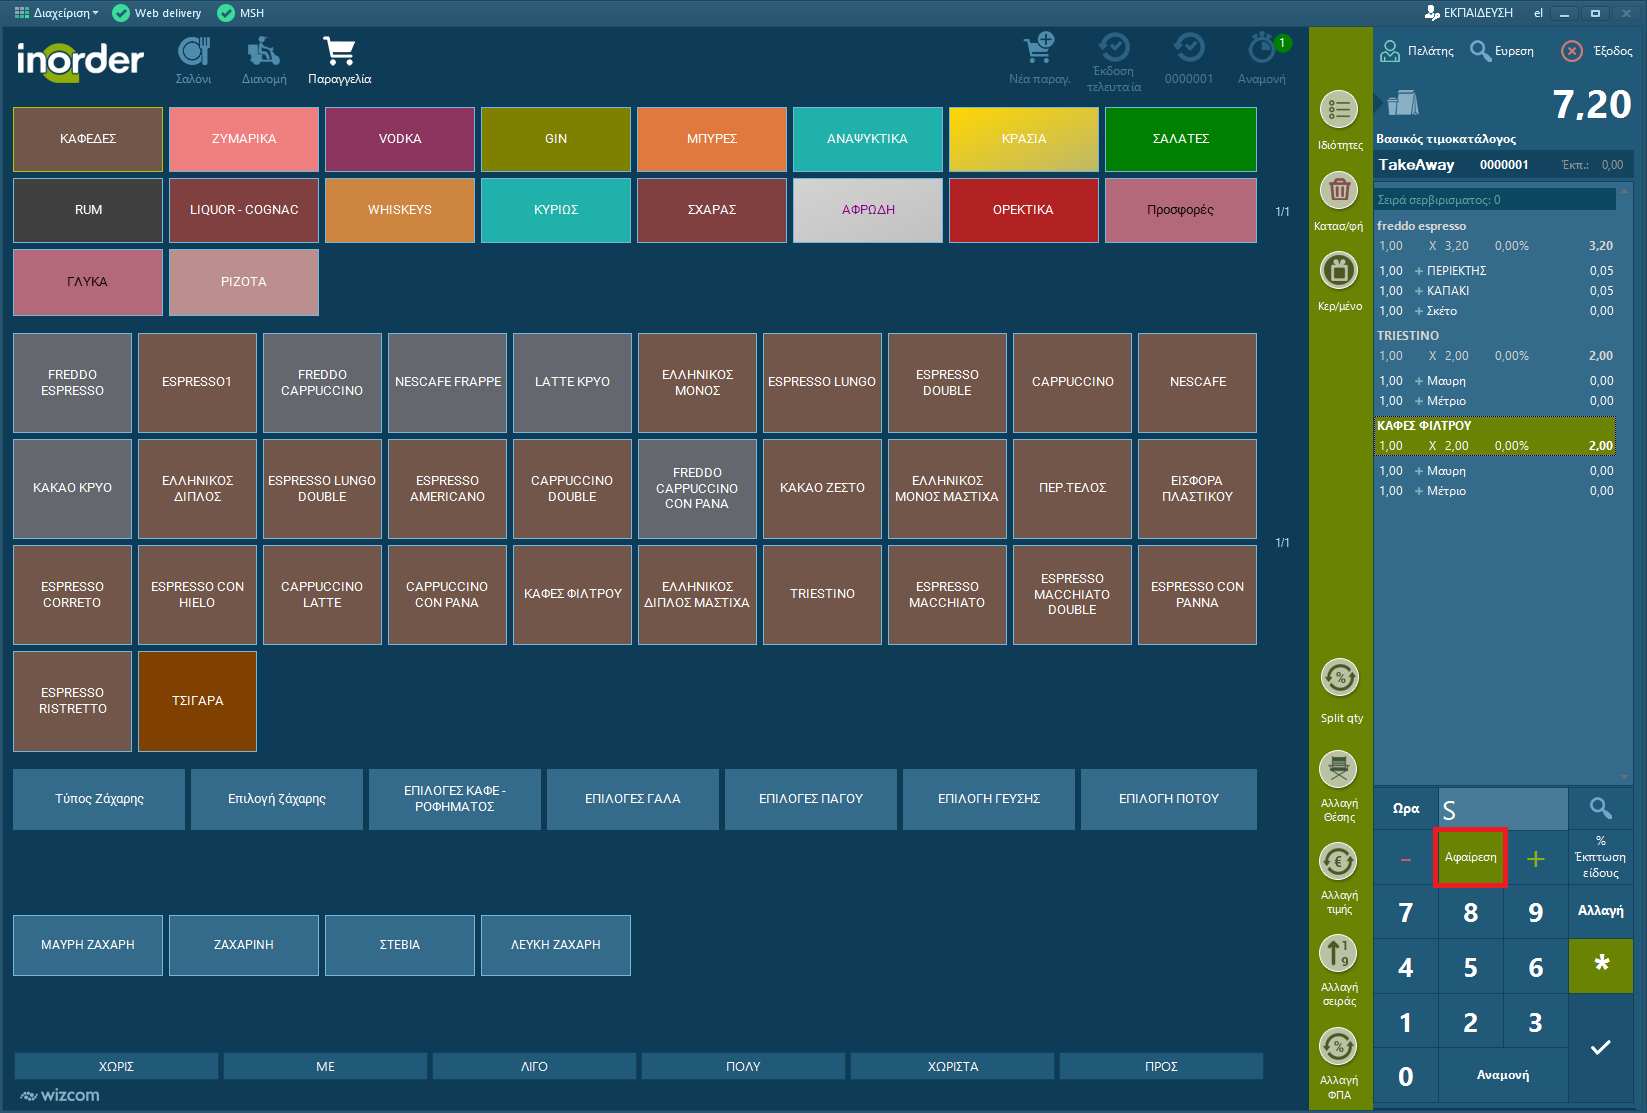 Διαχείριση
Web delivery
MSH
ΕΚΠΑΙΔΕΥΣΗ
el
inorder
Σαλόνι
Διανομή
Παραγγελία
Νέα παραγ.
Έκδοση
τελευταία
0000001
Αναμονή
1
Πελάτης
Ευρεση
Έξοδος
ΚΑΦΕΔΕΣ
ΖΥΜΑΡΙΚΑ
VODKA
GIN
ΜΠΥΡΕΣ
ΑΝΑΨΥΚΤΙΚΑ
ΚΡΑΣΙΑ
ΣΑΛΑΤΕΣ
RUM
LIQUOR - COGNAC
WHISKEYS
ΚΥΡΙΩΣ
ΣΧΑΡΑΣ
ΑΦΡΩΔΗ
ΟΡΕΚΤΙΚΑ
Προσφορές
1/1
ΓΛΥΚΑ
ΡΙΖΟΤΑ
FREDDO
ESPRESSO
ESPRESSO1
FREDDO
CAPPUCCINO
NESCAFE FRAPPE
LATTE ΚΡΥΟ
ΕΛΛΗΝΙΚΟΣ
ΜΟΝΟΣ
ESPRESSO LUNGO
ESPRESSO
DOUBLE
CAPPUCCINO
NESCAFE
ΚΑΚΑΟ ΚΡΥΟ
ΕΛΛΗΝΙΚΟΣ
ΔΙΠΛΟΣ
ESPRESSO LUNGO
DOUBLE
ESPRESSO
AMERICANO
CAPPUCCINO
DOUBLE
FREDDO
CAPPUCCINO
CON PANA
ΚΑΚΑΟ ΖΕΣΤΟ
ΕΛΛΗΝΙΚΟΣ
ΜΟΝΟΣ ΜΑΣΤΙΧΑ
ΠΕΡ.ΤΕΛΟΣ
ΕΙΣΦΟΡΑ
ΠΛΑΣΤΙΚΟΥ
1/1
ESPRESSO
CORRETO
ESPRESSO CON
HIELO
CAPPUCCINO
LATTE
CAPPUCCINO
CON PANA
ΚΑΦΕΣ ΦΙΛΤΡΟΥ
ΕΛΛΗΝΙΚΟΣ
ΔΙΠΛΟΣ ΜΑΣΤΙΧΑ
TRIESTINO
ESPRESSO
MACCHIATO
ESPRESSO
MACCHIATO
DOUBLE
ESPRESSO CON
PANNA
ESPRESSO
RISTRETTO
ΤΣΙΓΑΡΑ
Τύπος Ζάχαρης
Επιλογή ζάχαρης
ΕΠΙΛΟΓΕΣ ΚΑΦΕ -
ΡΟΦΗΜΑΤΟΣ
ΕΠΙΛΟΓΕΣ ΓΑΛΑ
ΕΠΙΛΟΓΕΣ ΠΑΓΟΥ
ΕΠΙΛΟΓΗ ΓΕΥΣΗΣ
ΕΠΙΛΟΓΗ ΠΟΤΟΥ
ΜΑΥΡΗ ΖΑΧΑΡΗ
ΖΑΧΑΡΙΝΗ
ΣΤΕΒΙΑ
ΛΕΥΚΗ ΖΑΧΑΡΗ
ΧΩΡΙΣ
ΜΕ
ΛΙΓΟ
ΠΟΛΥ
ΧΩΡΙΣΤΑ
ΠΡΟΣ
wizcom
Ιδιότητες
Κατασ/φή
Κερ/μένο
%
Split qty
Αλλαγή
Θέσης
€
Αλλαγή
τιμής
1
9
Αλλαγή
σειράς
%
Αλλαγή
ΦΠΑ
7,20
Βασικός τιμοκατάλογος
TakeAway 0000001 Έκπ.: 0,00
Σειρά σερβιρισματος: 0
freddo espresso
1,00 X 3,20 0,00% 3,20
1,00 + ΠΕΡΙΕΚΤΗΣ 0,05
1,00 + ΚΑΠΑΚΙ 0,05
1,00 + Σκέτο 0,00
TRIESTINO
1,00 X 2,00 0,00% 2,00
1,00 + Μαυρη 0,00
1,00 + Μέτριο 0,00
ΚΑΦΕΣ ΦΙΛΤΡΟΥ
1,00 X 2,00 0,00% 2,00
1,00 + Μαυρη 0,00
1,00 + Μέτριο 0,00
Ωρα
S
-
Αφαίρεση
+
%
Έκπτωση
είδους
7 8 9 Αλλαγή
4 5 6 *
1 2 3
0 Αναμονή